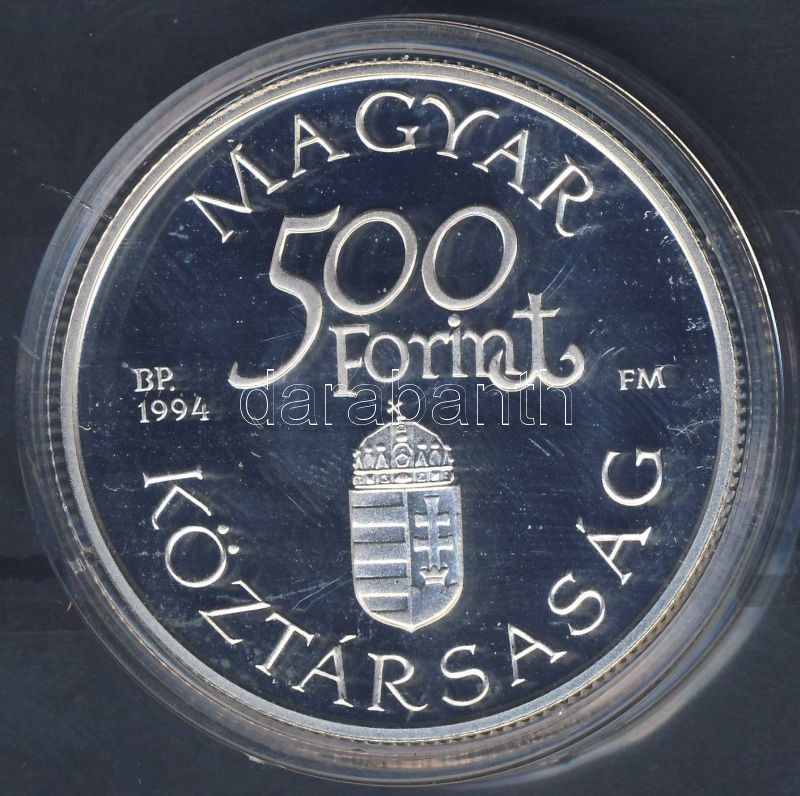 MAGYAR
500
Forint
BP.
1994
FM
darabanth
KÖZTÁRSASÁG